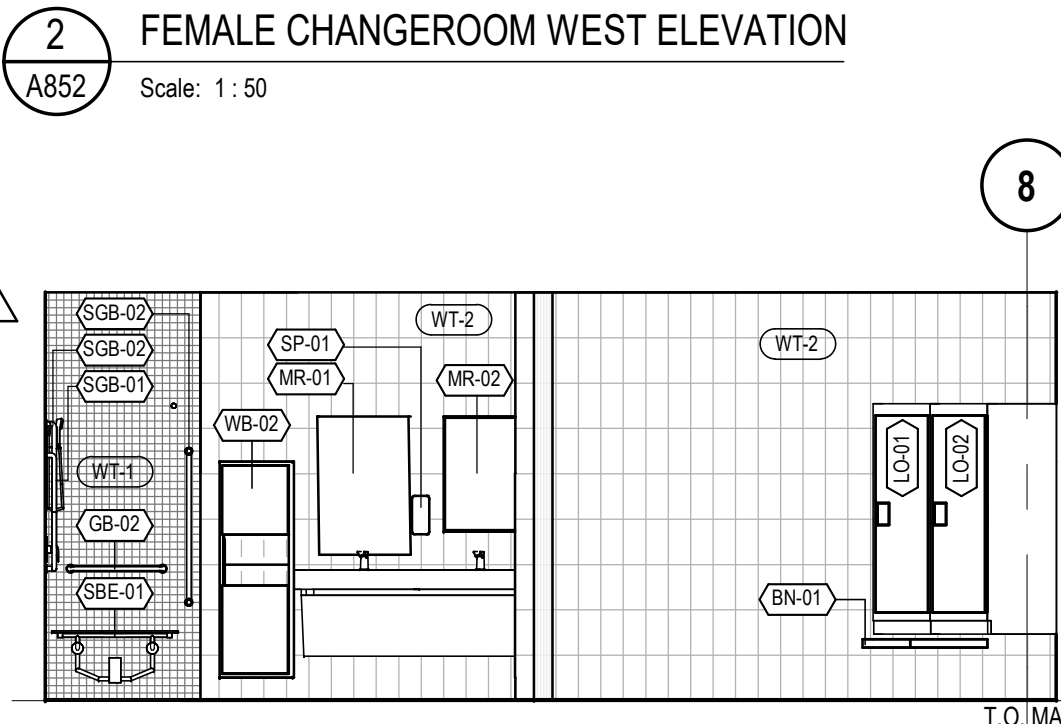 2
A852
FEMALE CHANGEROOM WEST ELEVATION
Scale: 1 : 50
8
SGB-02
SGB-02
SGB-01
WT-1
GB-02
SBE-01
WB-02
SP-01
MR-01
WT-2
MR-02
WT-2
LO-01
LO-02
BN-01
T.O. MA